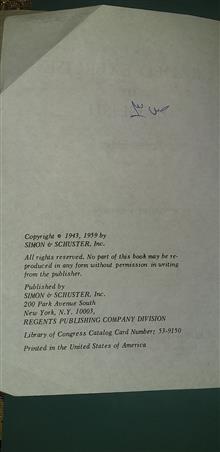 Copyright © 1943, 1959 by
SIMON & SCHUSTER, Inc.
All rights reserved. No part of this book may be re-
produced in any form without permission in writing
from the publisher.
Published by
SIMON & SCHUSTER, Inc.
200 Park Avenue South
New York, N.Y. 10003,
REGENTS PUBLISHING COMPANY DIVISION
Library of Congress Catalog Card Number: 53-9150
Printed in the United States of America